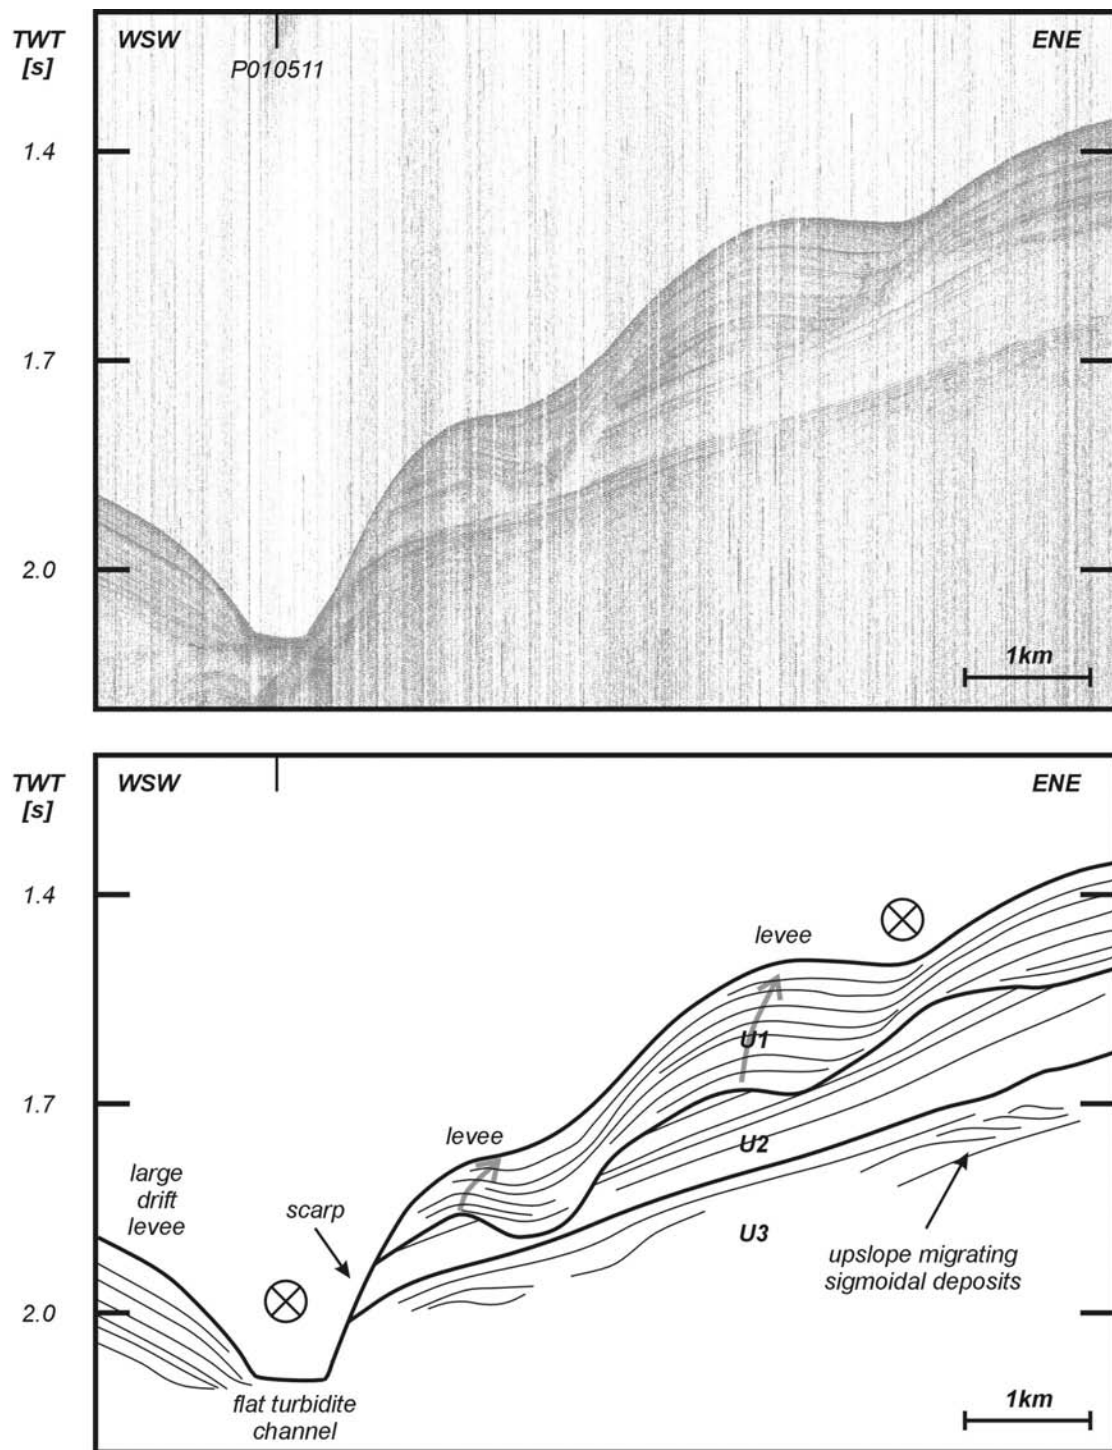 TWT
[s]
WSW
P010511
ENE
1.4
1.7
2.0
1km
TWT
[s]
WSW
ENE
1.4
levee
U1
1.7
levee
U2
large
drift
levee
scarp
U3
upslope migrating
sigmoidal deposits
2.0
flat turbidite
channel
1km